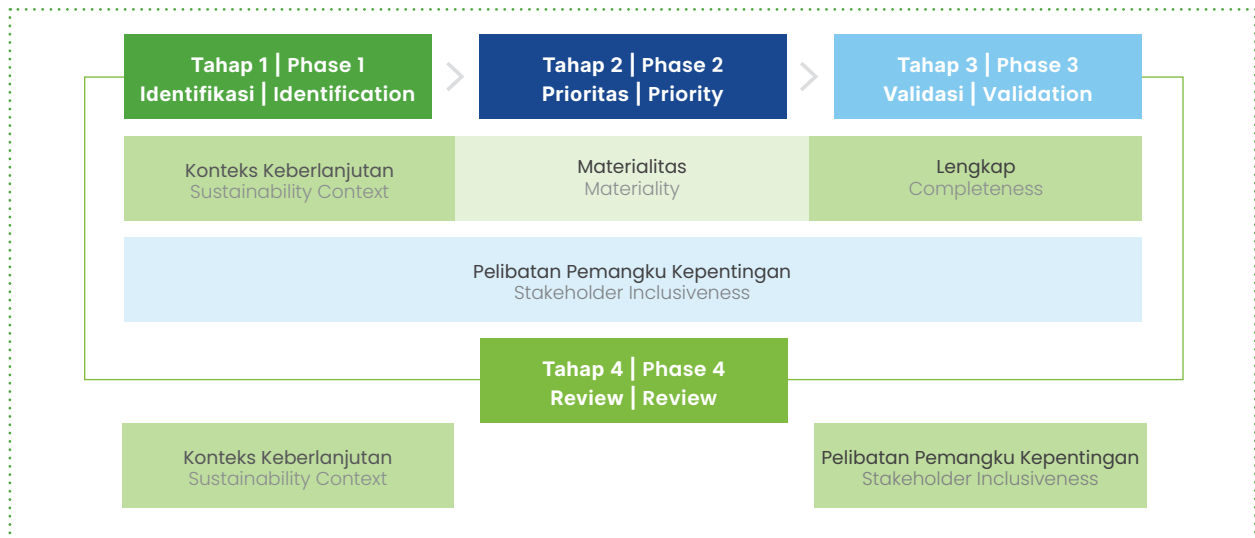 Tahap 1 | Phase 1
Identifikasi | Identification
Tahap 2 | Phase 2
Prioritas | Priority
Tahap 3 | Phase 3
Validasi | Validation
Konteks Keberlanjutan
Sustainability Context
Materialitas
Materiality
Lengkap
Completeness
Pelibatan Pemangku Kepentingan
Stakeholder Inclusiveness
Tahap 4 | Phase 4
Review | Review
Konteks Keberlanjutan
Sustainability Context
Pelibatan Pemangku Kepentingan
Stakeholder Inclusiveness